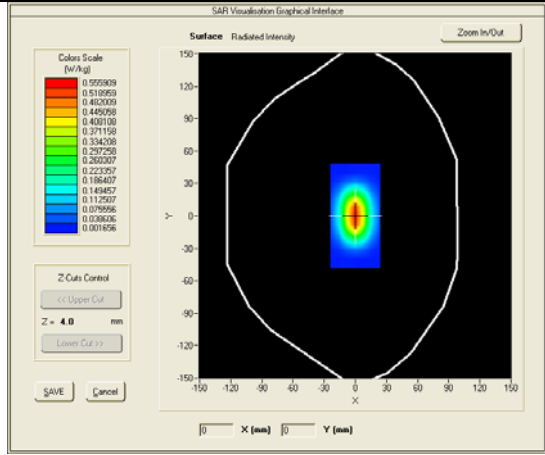 SAR Visualisation Graphical Interface
Surface Radiated Intensity
Zoom In/Out
Colors Scale
(W/kg)
0.555909
0.518959
0.482009
0.445058
0.408108
0.371158
0.334208
0.297258
0.260307
0.223357
0.186407
0.149457
0.112507
0.075556
0.038606
0.001656
Z-Cuts Control
<< Upper Cut
Z = 4.0 mm
Lower Cut >>
SAVE Cancel
150
120
90
60
30
0
-30
-60
-90
-120
-150
Y
-150 -120 -90 -60 -30 0 30 60 90 120 150
X
0 X (mm) 0 Y (mm)